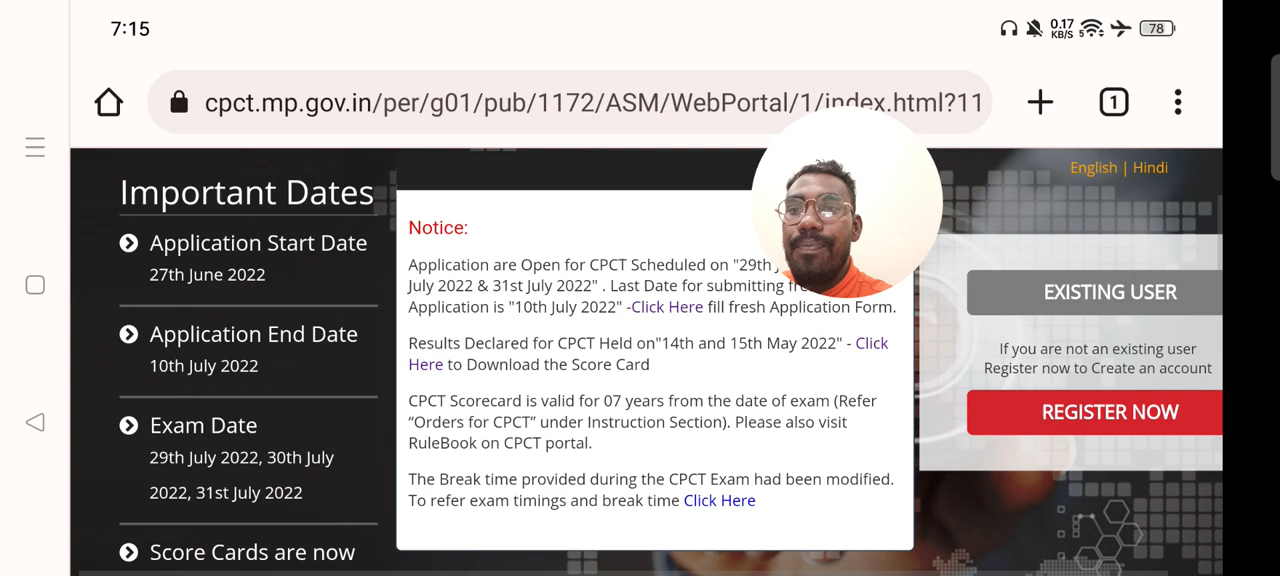 7:15
0.17
KB/S
5
78
cpct.mp.gov.in/per/g01/pub/1172/ASM/WebPortal/1/index.html?11
1
English | Hindi
Important Dates
Application Start Date
27th June 2022
Application End Date
10th July 2022
Exam Date
29th July 2022, 30th July
2022, 31st July 2022
Score Cards are now
Notice:
Application are Open for CPCT Scheduled on "29th
July 2022 & 31st July 2022" . Last Date for submitting
Application is "10th July 2022" -Click Here fill fresh Application Form.
Results Declared for CPCT Held on"14th and 15th May 2022" - Click
Here to Download the Score Card
CPCT Scorecard is valid for 07 years from the date of exam (Refer
“Orders for CPCT” under Instruction Section). Please also visit
RuleBook on CPCT portal.
The Break time provided during the CPCT Exam had been modified.
To refer exam timings and break time Click Here
EXISTING USER
If you are not an existing user
Register now to Create an account
REGISTER NOW